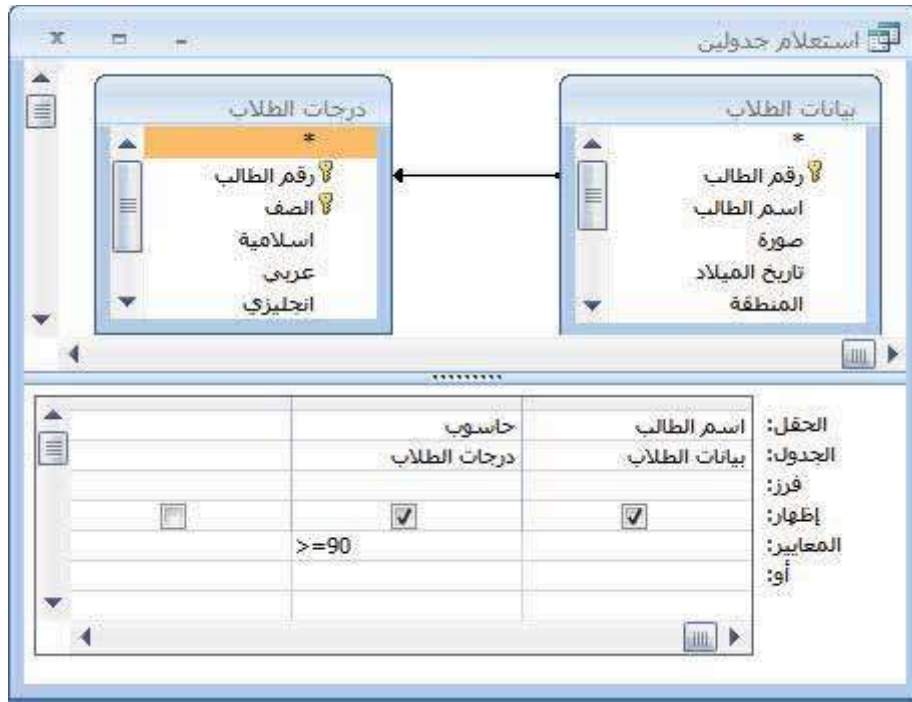 استعلام جدولين
بيانات الطلاب
*
رقم الطالب
اسم الطالب
صورة
تاريخ الميلاد
المنطقة
درجات الطلاب
*
رقم الطالب
الصف
اسلامية
عربي
انجليزي
الحقل: اسم الطالب حاسوب
الجدول: بيانات الطلاب درجات الطلاب
فرز:
إظهار:
المعايير: >=90
أو: